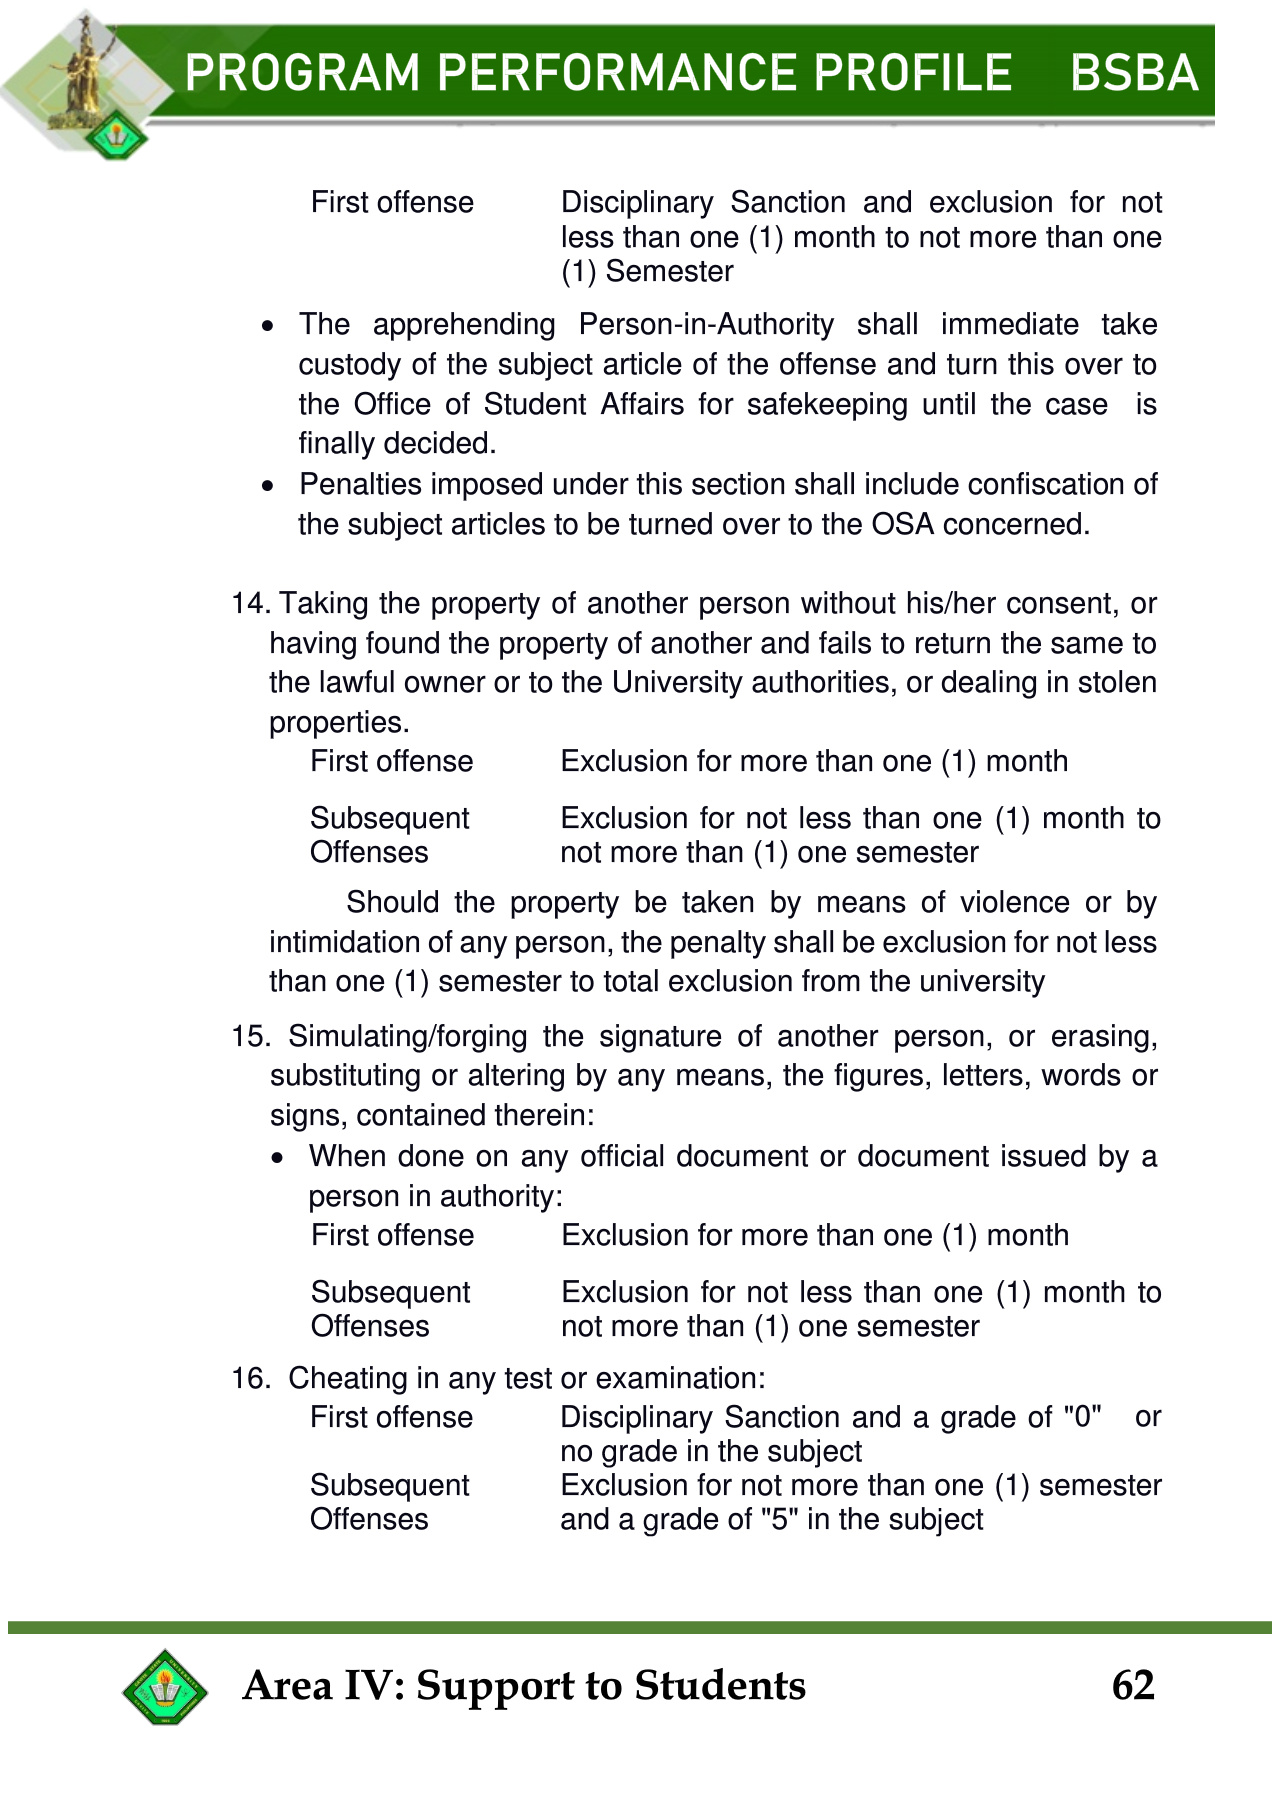 PROGRAM PERFORMANCE PROFILE BSBA
First offense Disciplinary Sanction and exclusion for not
less than one (1) month to not more than one
(1) Semester
• The apprehending Person-in-Authority shall immediate take
custody of the subject article of the offense and turn this over to
the Office of Student Affairs for safekeeping until the case is
finally decided.
• Penalties imposed under this section shall include confiscation of
the subject articles to be turned over to the OSA concerned.
14. Taking the property of another person without his/her consent, or
having found the property of another and fails to return the same to
the lawful owner or to the University authorities, or dealing in stolen
properties.
First offense Exclusion for more than one (1) month
Subsequent Exclusion for not less than one (1) month to
Offenses not more than (1) one semester
Should the property be taken by means of violence or by
intimidation of any person, the penalty shall be exclusion for not less
than one (1) semester to total exclusion from the university
15. Simulating/forging the signature of another person, or erasing,
substituting or altering by any means, the figures, letters, words or
signs, contained therein:
• When done on any official document or document issued by a
person in authority:
First offense Exclusion for more than one (1) month
Subsequent Exclusion for not less than one (1) month to
Offenses not more than (1) one semester
16. Cheating in any test or examination:
First offense Disciplinary Sanction and a grade of "0" or
no grade in the subject
Subsequent Exclusion for not more than one (1) semester
Offenses and a grade of "5" in the subject
Area IV: Support to Students 62